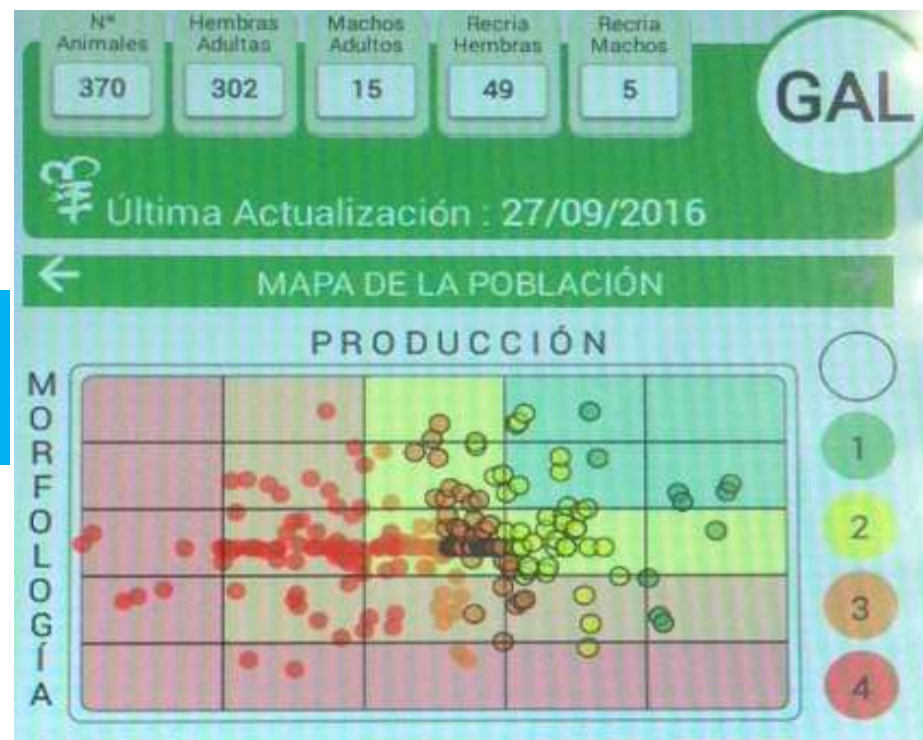 Nº
Animales
370
Hembras
Adultas
302
Machos
Adultos
15
Recria
Hembras
49
Recria
Machos
5
GAL
Última Actualización : 27/09/2016
MAPA DE LA POBLACIÓN
PRODUCCIÓN
MORFOLOGÍA
1
2
3
4